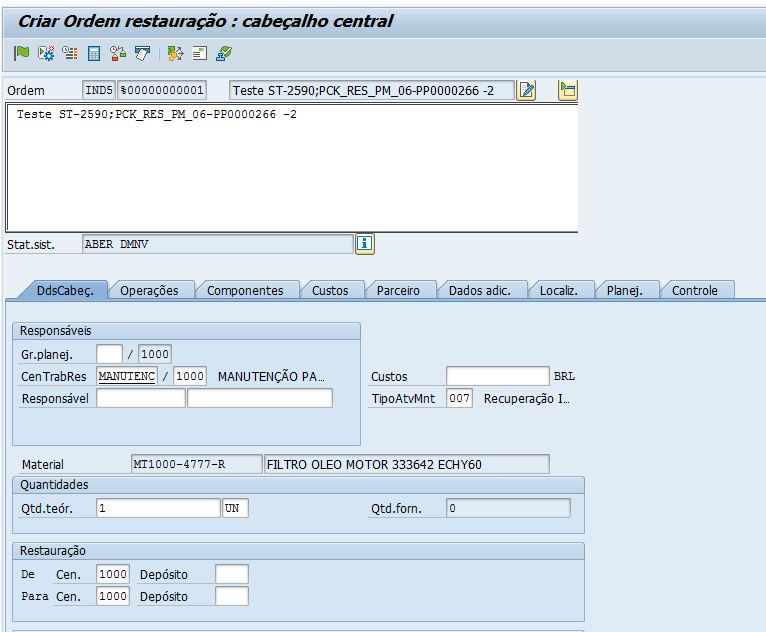 Criar Ordem restauração : cabeçalho central
Ordem IND5 %00000000001 Teste ST-2590;PCK_RES_PM_06-PP0000266 -2
Teste ST-2590;PCK_RES_PM_06-PP0000266 -2
Stat.sist. ABER DMNV
DdsCabeç. Operações Componentes Custos Parceiro Dados adic. Localiz. Planej. Controle
Responsáveis
Gr.planej. / 1000
CenTrabRes MANUTENC / 1000 MANUTENÇÃO PA... Custos BRL
Responsável TipoAtvMnt 007 Recuperação I...
Material MT1000-4777-R FILTRO OLEO MOTOR 333642 ECHY60
Quantidades
Qtd.teór. 1 UN Qtd.forn. 0
Restauração
De Cen. 1000 Depósito
Para Cen. 1000 Depósito